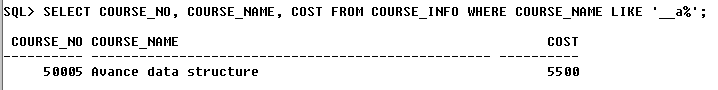 SQL> SELECT COURSE_NO, COURSE_NAME, COST FROM COURSE_INFO WHERE COURSE_NAME LIKE '__a%';
COURSE_NO COURSE_NAME COST
---------- -------------------------------------------------- ----------
50005 Avance data structure 5500